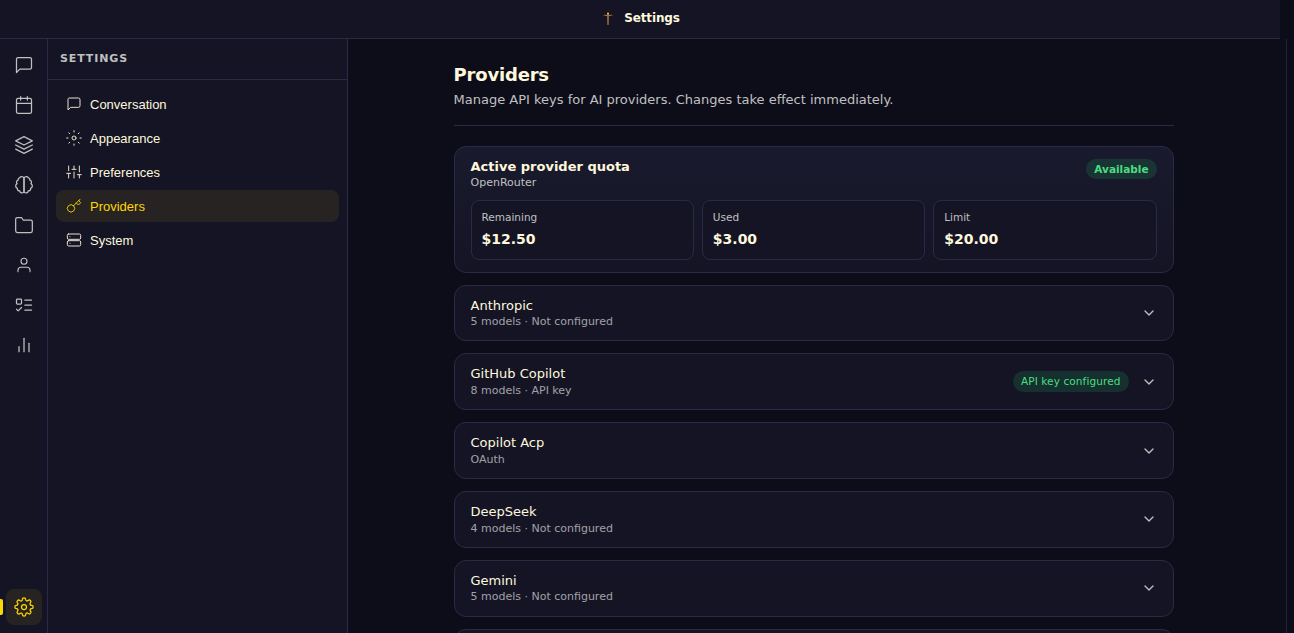 Settings
SETTINGS
Conversation
Appearance
Preferences
Providers
System
Providers
Manage API keys for AI providers. Changes take effect immediately.
Active provider quota
Available
OpenRouter
Remaining
$12.50
Used
$3.00
Limit
$20.00
Anthropic
5 models · Not configured
GitHub Copilot
8 models · API key
API key configured
Copilot Acp
OAuth
DeepSeek
4 models · Not configured
Gemini
5 models · Not configured